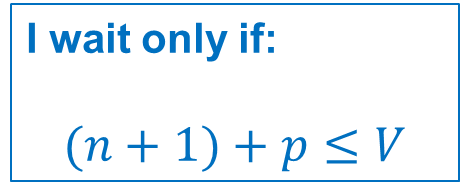 I wait only if:
(n + 1) + p ≤ V